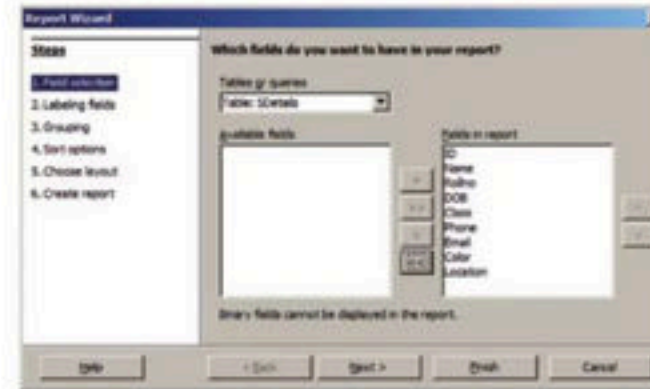 Report Wizard
Steps
1. Field selection
2. Labeling fields
3. Grouping
4. Sort options
5. Choose layout
6. Create report
Which fields do you want to have in your report?
Tables or queries
Table: SDetails
Available fields
Fields in report
ID
Name
Rollno
DOB
Class
Phone
Email
Color
Location
>
>>
<
<<
Binary fields cannot be displayed in the report.
Help
< Back
Next >
Finish
Cancel